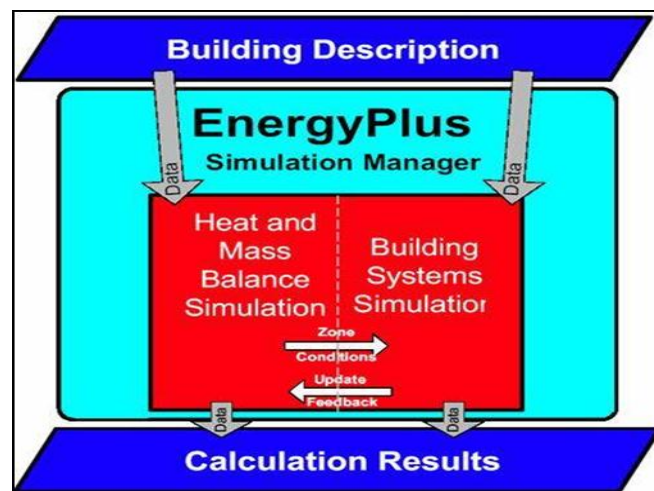 Building Description
EnergyPlus
Simulation Manager
Data
Data
Heat and
Mass
Balance
Simulation
Building
Systems
Simulation
Zone
Conditions
Update
Feedback
Data
Data
Calculation Results